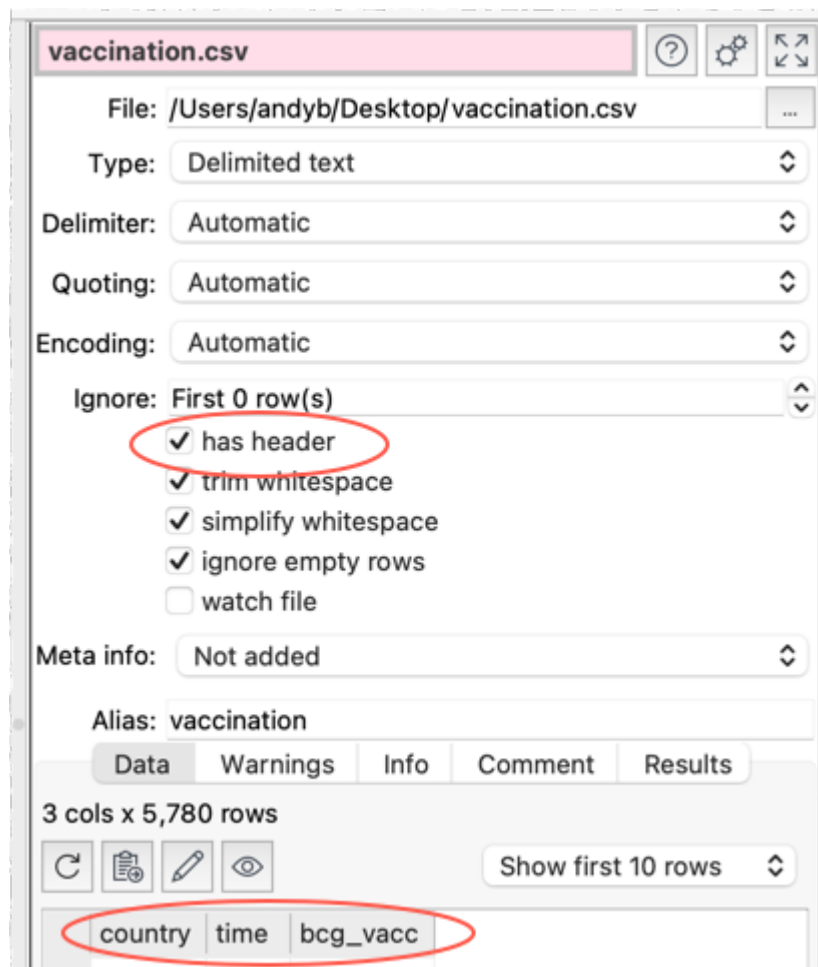 vaccination.csv
File: /Users/andyb/Desktop/vaccination.csv ...
Type: Delimited text
Delimiter: Automatic
Quoting: Automatic
Encoding: Automatic
Ignore: First 0 row(s)
has header
trim whitespace
simplify whitespace
ignore empty rows
watch file
Meta info: Not added
Alias: vaccination
Data Warnings Info Comment Results
3 cols x 5,780 rows
Show first 10 rows
country time bcg_vacc